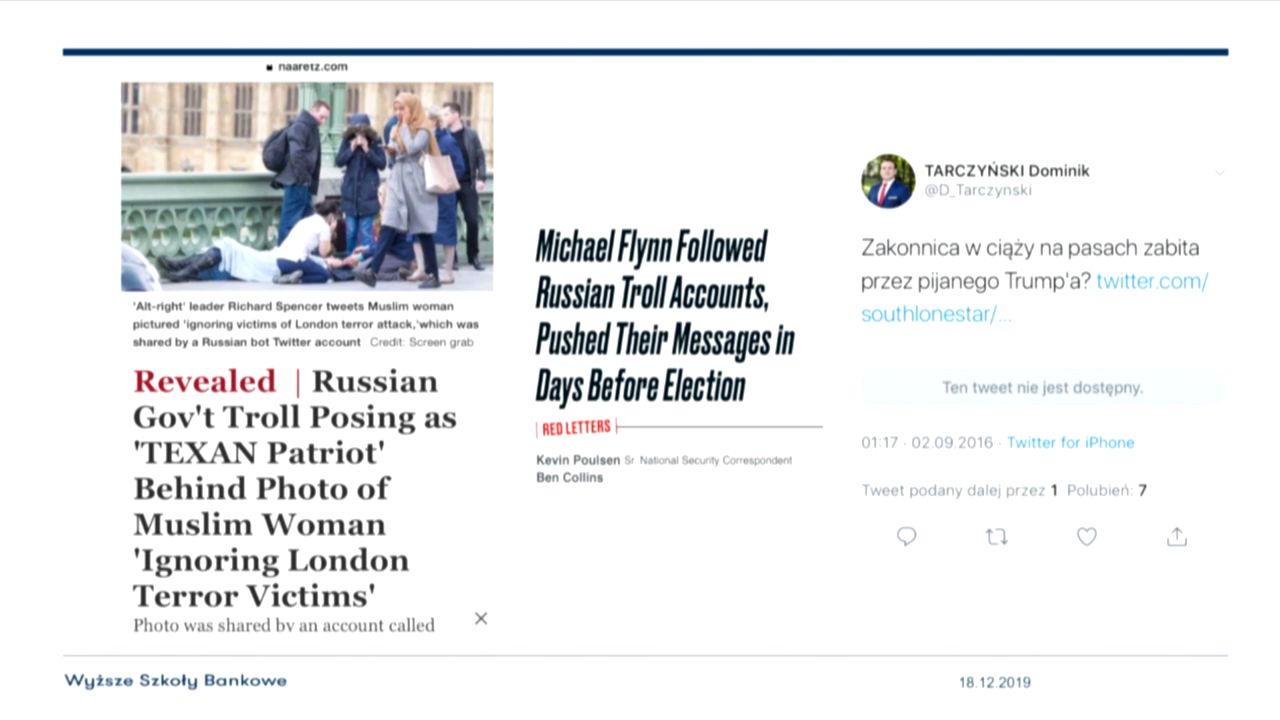 naaretz.com
'Alt-right' leader Richard Spencer tweets Muslim woman
pictured 'ignoring victims of London terror attack,'which was
shared by a Russian bot Twitter account Credit: Screen grab
Revealed | Russian
Gov't Troll Posing as
'TEXAN Patriot'
Behind Photo of
Muslim Woman
'Ignoring London
Terror Victims'
Photo was shared by an account called
Michael Flynn Followed
Russian Troll Accounts,
Pushed Their Messages in
Days Before Election
RED LETTERS
Kevin Poulsen Sr National Security Correspondent
Ben Collins
TARCZYŃSKI Dominik
@D_Tarczynski
Zakonnica w ciąży na pasach zabita
przez pijanego Trump'a? twitter.com/
southlonestar/...
Ten tweet nie jest dostępny.
01:17 · 02.09.2016 · Twitter for iPhone
Tweet podany dalej przez 1 Polubień: 7
Wyższe Szkoły Bankowe
18.12.2019